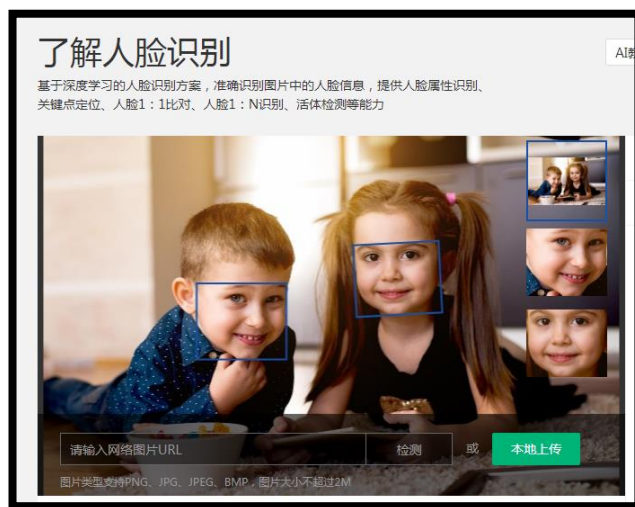 了解人脸识别
AI
基于深度学习的人脸识别方案，准确识别图片中的人脸信息，提供人脸属性识别、
关键点定位、人脸1：1比对、人脸1：N识别、活体检测等能力
请输入网络图片URL
检测
或
本地上传
图片类型支持PNG、JPG、JPEG、BMP，图片大小不超过2M